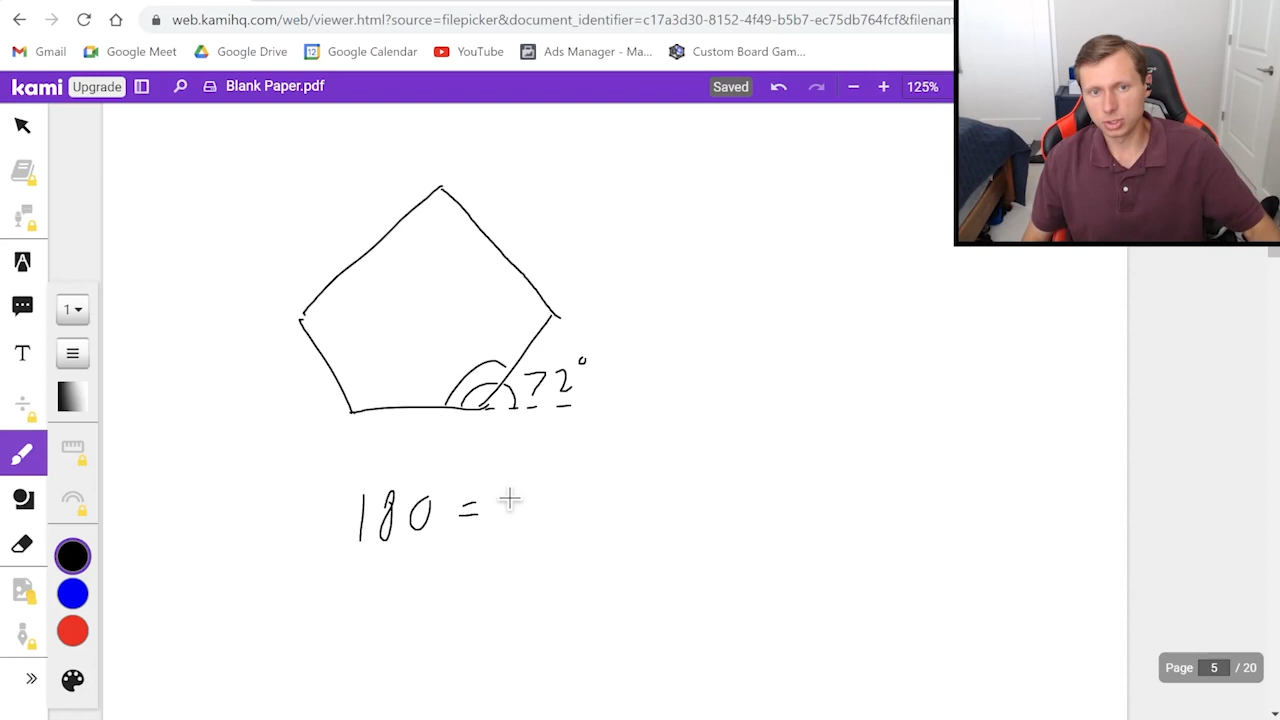 web.kamihq.com/web/viewer.html?source=filepicker&document_identifier=c17a3d30-8152-4f49-b5b7-ec75db764fcf&filenam
Gmail
Google Meet
Google Drive
Google Calendar
YouTube
Ads Manager - Ma...
Custom Board Gam...
kami
Upgrade
Blank Paper.pdf
Saved
125%
A
T
1
72°
180 =
Page 5 / 20